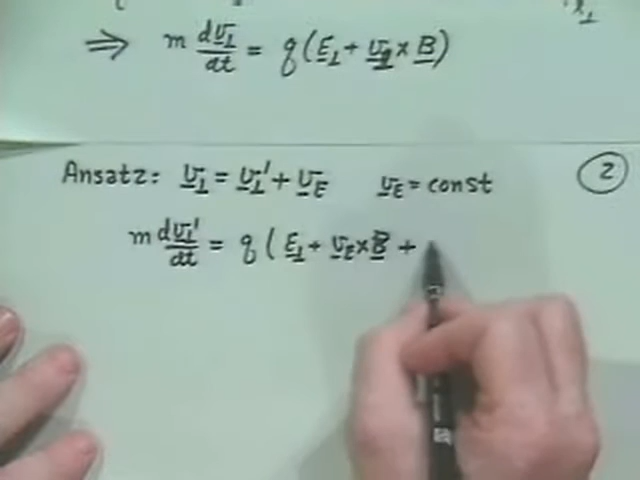 ⇒ m dv⊥/dt = q(E⊥ + v⊥ × B)
Ansatz: v⊥ = v⊥' + vE vE = const 2
m dv⊥'/dt = q(E⊥ + vE × B +